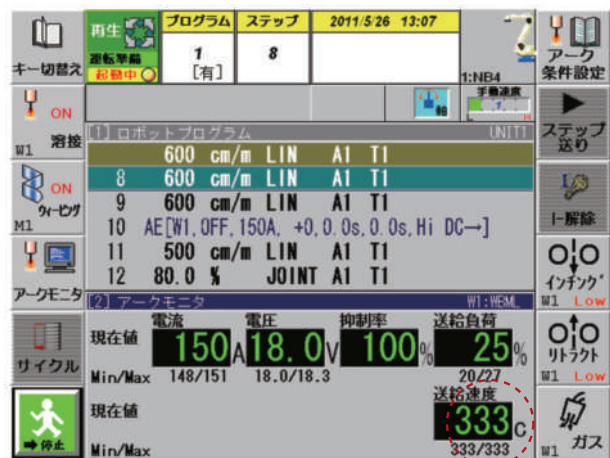 キー切替え
再生
運転準備
起動中
プログラム
1
[有]
ステップ
8
2011/5/26 13:07
1:NB4
アーク
条件設定
ON
W1 溶接
軸
手動速度
1
L H
ステップ
送り
[1] ロボットプログラム UNIT1
600 cm/m LIN A1 T1
8 600 cm/m LIN A1 T1
9 600 cm/m LIN A1 T1
10 AE[W1,OFF,150A, +0,0.0s,0.0s,Hi DC→]
11 500 cm/m LIN A1 T1
12 80.0 % JOINT A1 T1
ON
ウィービング
M1
I-解除
アークモニタ
インチング
W1 Low
[2] アークモニタ W1:WBML
電流 電圧 抑制率 送給負荷
現在値 150 A 18.0 V 100 % 25 %
Min/Max 148/151 18.0/18.3 20/27
送給速度
現在値 333 c
Min/Max 333/333
サイクル
リトラクト
W1 Low
停止
W1 ガス